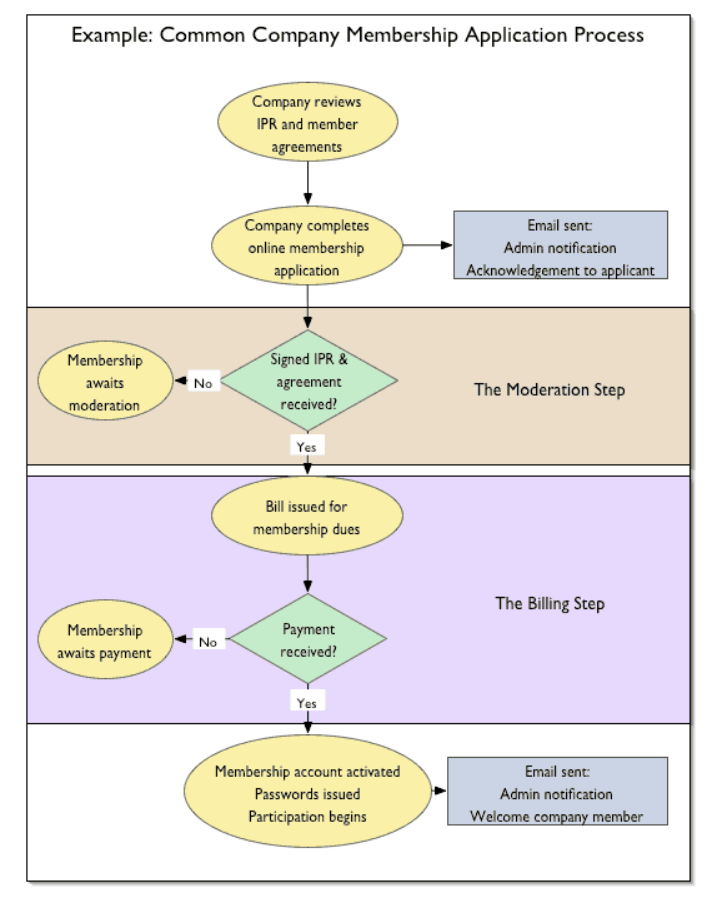 Example: Common Company Membership Application Process
Company reviews
IPR and member
agreements
Company completes
online membership
application
Email sent:
Admin notification
Acknowledgement to applicant
Signed IPR &
agreement
received?
No
Membership
awaits
moderation
The Moderation Step
Yes
Bill issued for
membership dues
Payment
received?
No
Membership
awaits payment
The Billing Step
Yes
Membership account activated
Passwords issued
Participation begins
Email sent:
Admin notification
Welcome company member